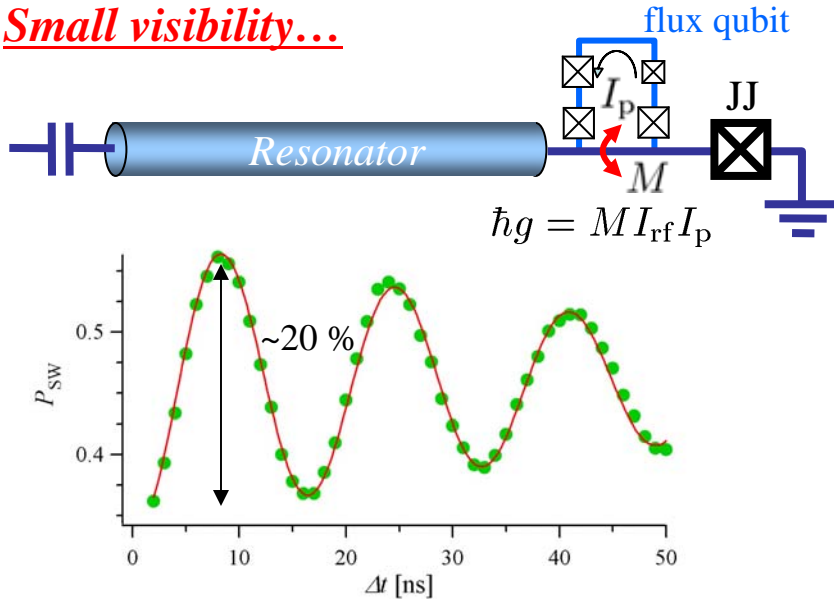 Small visibility...
flux qubit
I_p
JJ
Resonator
M
ħg = M I_rf I_p
0.5
~20 %
P_SW
0.4
0 10 20 30 40 50
Δt [ns]